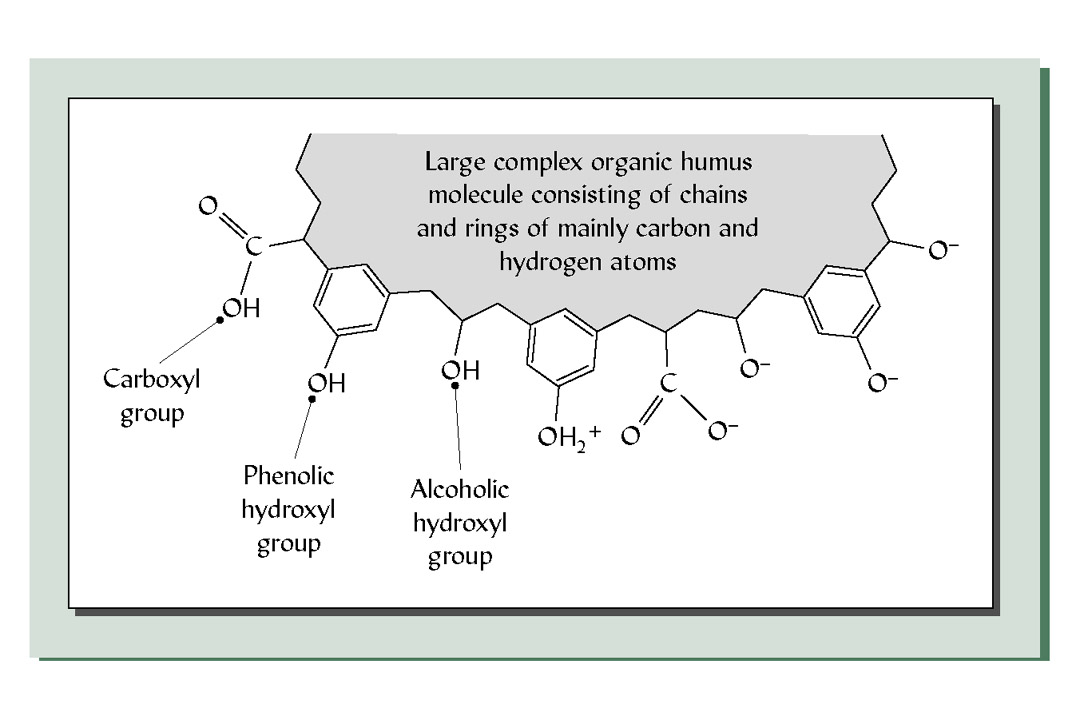 Large complex organic humus
molecule consisting of chains
and rings of mainly carbon and
hydrogen atoms
O
C
OH
O⁻
Carboxyl
group
OH
Phenolic
hydroxyl
group
OH
Alcoholic
hydroxyl
group
OH₂⁺
C
O
O⁻
O⁻
O⁻